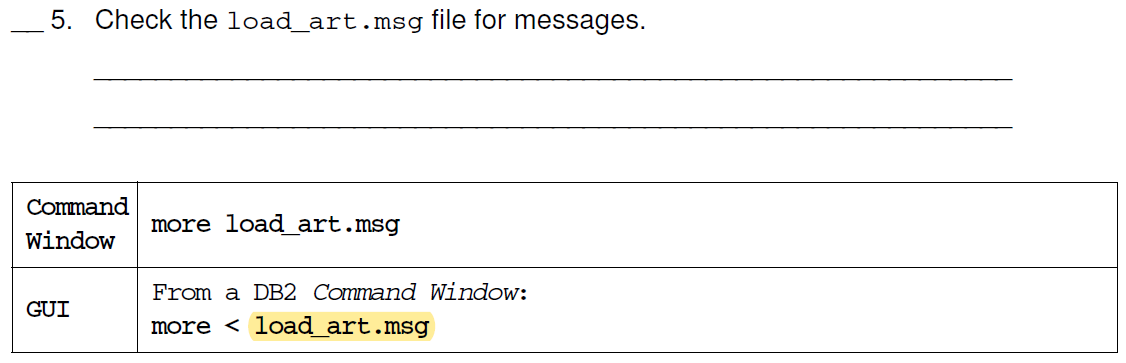 __ 5. Check the load_art.msg file for messages.
Command
Window
more load_art.msg
GUI
From a DB2 Command Window:
more < load_art.msg